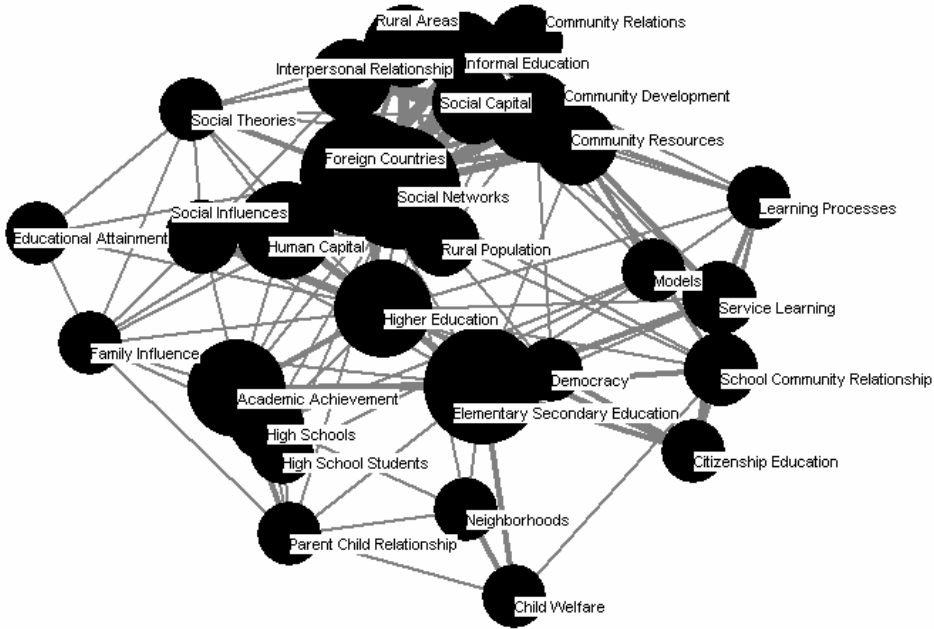 Rural Areas
Community Relations
Interpersonal Relationship
Informal Education
Social Capital
Community Development
Social Theories
Community Resources
Foreign Countries
Social Networks
Learning Processes
Social Influences
Educational Attainment
Human Capital
Rural Population
Models
Service Learning
Higher Education
Family Influence
Democracy
School Community Relationship
Academic Achievement
Elementary Secondary Education
High Schools
High School Students
Citizenship Education
Neighborhoods
Parent Child Relationship
Child Welfare